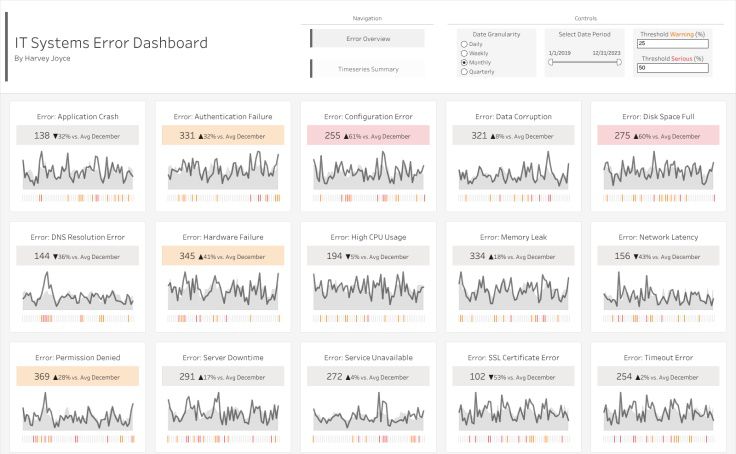 Navigation
Controls
IT Systems Error Dashboard
By Harvey Joyce
Error Overview
Timeseries Summary
Date Granularity
Daily
Weekly
Monthly
Quarterly
Select Date Period
1/1/2019 12/31/2023
Threshold Warning (%)
25
Threshold Serious (%)
50
Error: Application Crash
138 ▼32% vs. Avg December
Error: Authentication Failure
331 ▲32% vs. Avg December
Error: Configuration Error
255 ▲61% vs. Avg December
Error: Data Corruption
321 ▲8% vs. Avg December
Error: Disk Space Full
275 ▲60% vs. Avg December
Error: DNS Resolution Error
144 ▼36% vs. Avg December
Error: Hardware Failure
345 ▲41% vs. Avg December
Error: High CPU Usage
194 ▼5% vs. Avg December
Error: Memory Leak
334 ▲18% vs. Avg December
Error: Network Latency
156 ▼43% vs. Avg December
Error: Permission Denied
369 ▲28% vs. Avg December
Error: Server Downtime
291 ▲17% vs. Avg December
Error: Service Unavailable
272 ▲4% vs. Avg December
Error: SSL Certificate Error
102 ▼53% vs. Avg December
Error: Timeout Error
254 ▲2% vs. Avg December